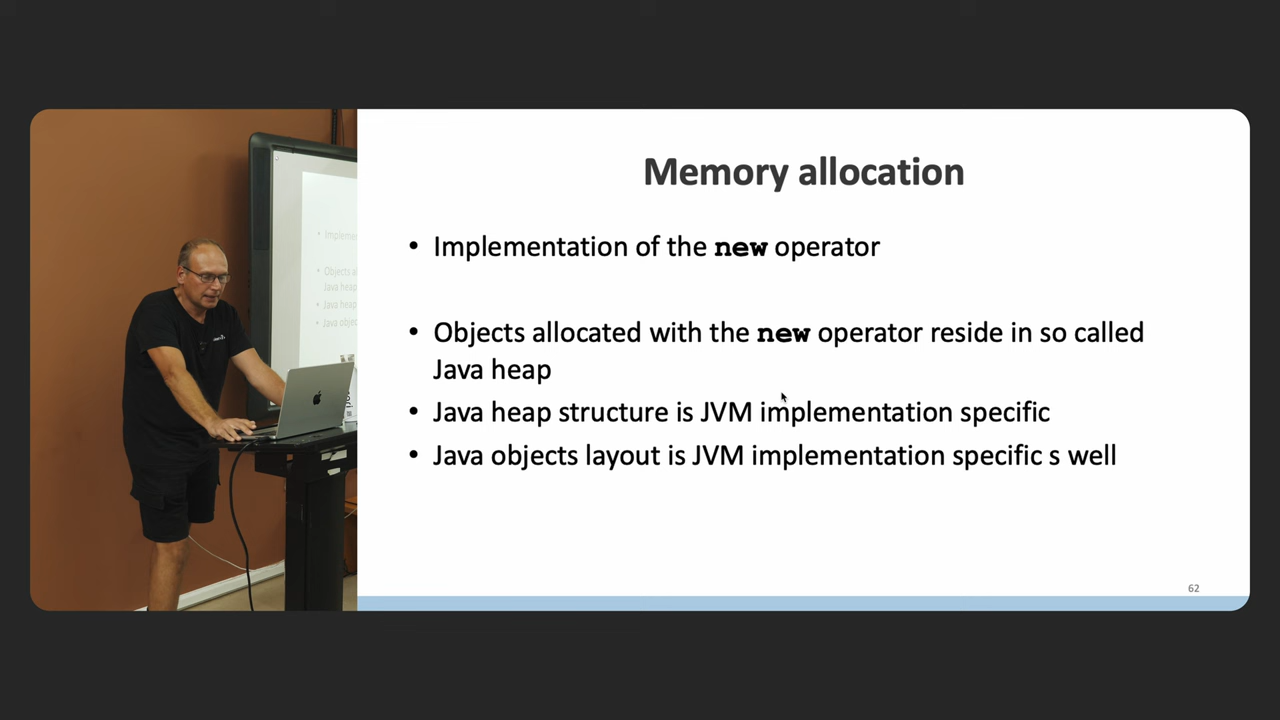 Memory allocation
• Implementation of the new operator
• Objects allocated with the new operator reside in so called
Java heap
• Java heap structure is JVM implementation specific
• Java objects layout is JVM implementation specific s well
62